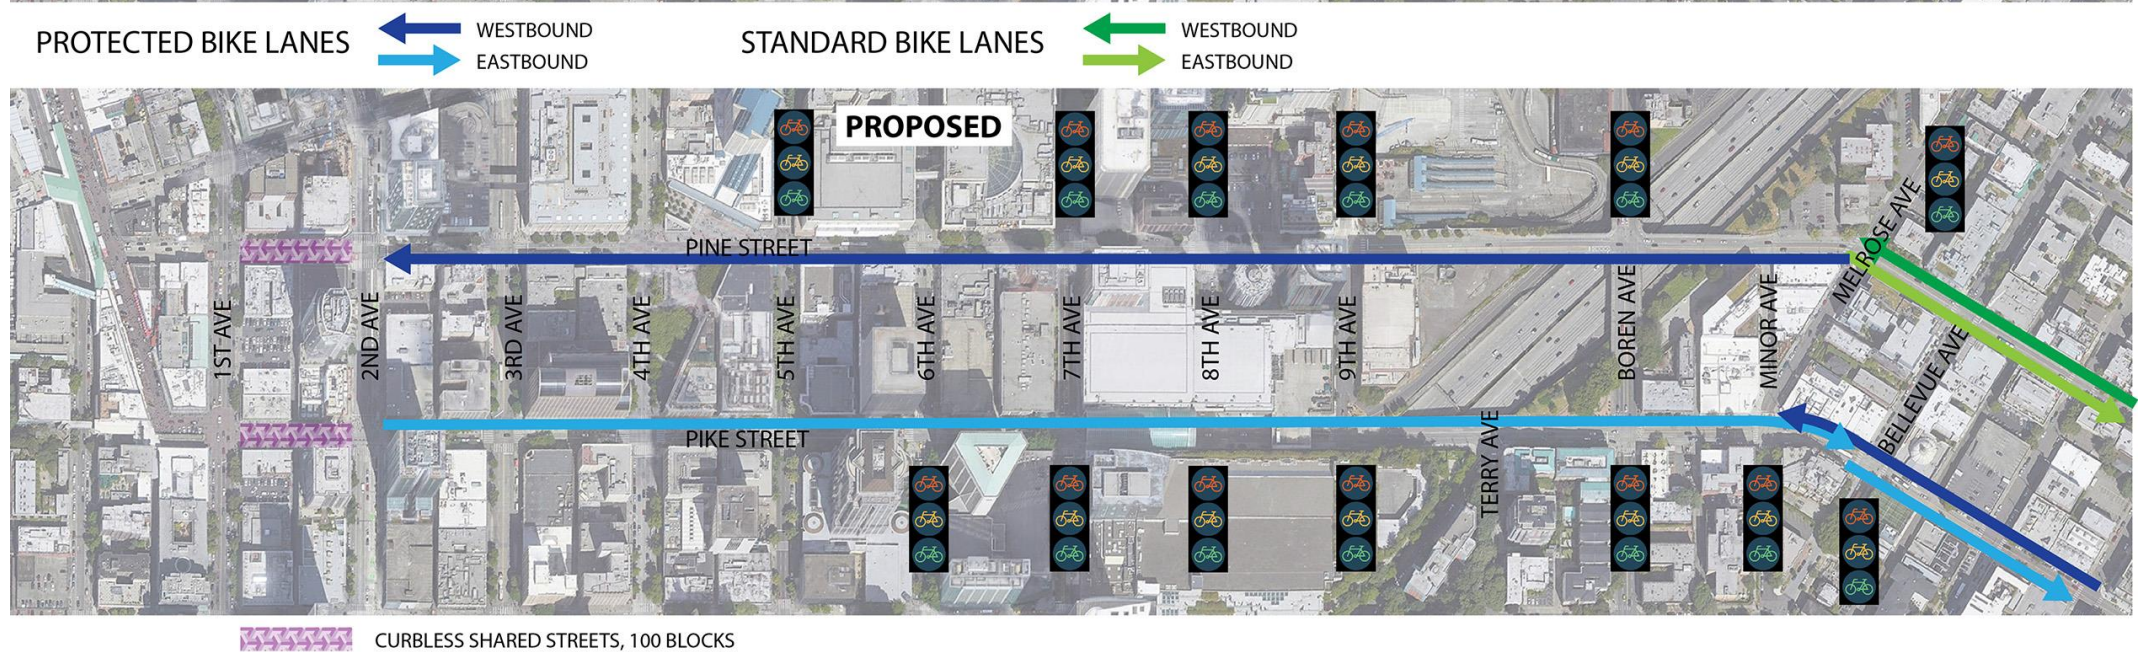 PROTECTED BIKE LANES
WESTBOUND
EASTBOUND
STANDARD BIKE LANES
WESTBOUND
EASTBOUND
PROPOSED
PINE STREET
MELROSE AVE
1ST AVE
2ND AVE
3RD AVE
4TH AVE
5TH AVE
6TH AVE
7TH AVE
8TH AVE
9TH AVE
BOREN AVE
MINOR AVE
BELLEVUE AVE
PIKE STREET
TERRY AVE
CURBLESS SHARED STREETS, 100 BLOCKS